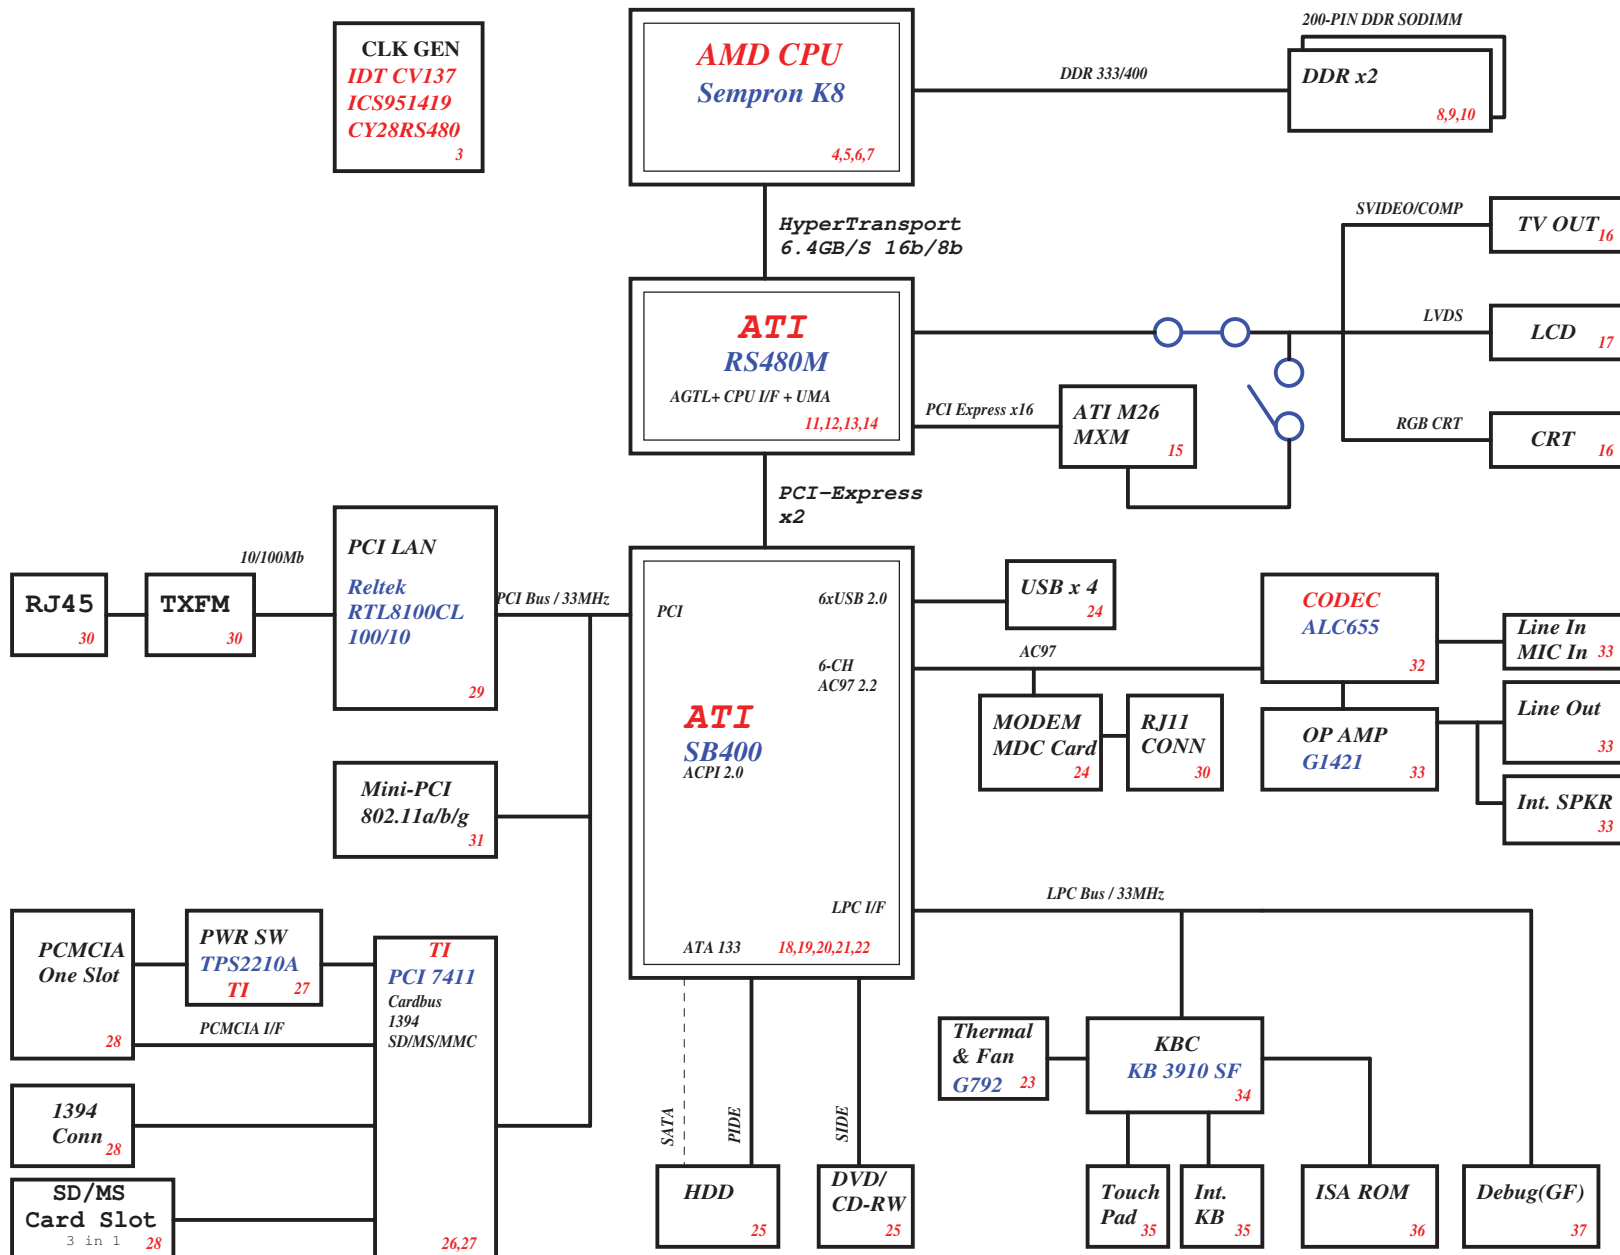 CLK GEN
IDT CV137
ICS951419
CY28RS480
3
AMD CPU
Sempron K8
4,5,6,7
DDR 333/400
200-PIN DDR SODIMM
DDR x2
8,9,10
HyperTransport
6.4GB/S 16b/8b
SVIDEO/COMP
TV OUT
16
ATI
RS480M
AGTL+ CPU I/F + UMA
11,12,13,14
LVDS
LCD
17
PCI Express x16
ATI M26
MXM
15
RGB CRT
CRT
16
PCI-Express
x2
RJ45
30
TXFM
30
10/100Mb
PCI LAN
Reltek
RTL8100CL
100/10
29
PCI Bus / 33MHz
PCI
6xUSB 2.0
6-CH
AC97 2.2
ATI
SB400
ACPI 2.0
LPC I/F
ATA 133
18,19,20,21,22
USB x 4
24
AC97
CODEC
ALC655
32
Line In
MIC In
33
MODEM
MDC Card
24
RJ11
CONN
30
OP AMP
G1421
33
Line Out
33
Int. SPKR
33
Mini-PCI
802.11a/b/g
31
LPC Bus / 33MHz
PCMCIA
One Slot
28
PWR SW
TPS2210A
TI
27
PCMCIA I/F
TI
PCI 7411
Cardbus
1394
SD/MS/MMC
26,27
1394
Conn
28
SD/MS
Card Slot
3 in 1
28
SATA
PIDE
SIDE
HDD
25
DVD/
CD-RW
25
Thermal
& Fan
G792
23
KBC
KB 3910 SF
34
Touch
Pad
35
Int.
KB
35
ISA ROM
36
Debug(GF)
37